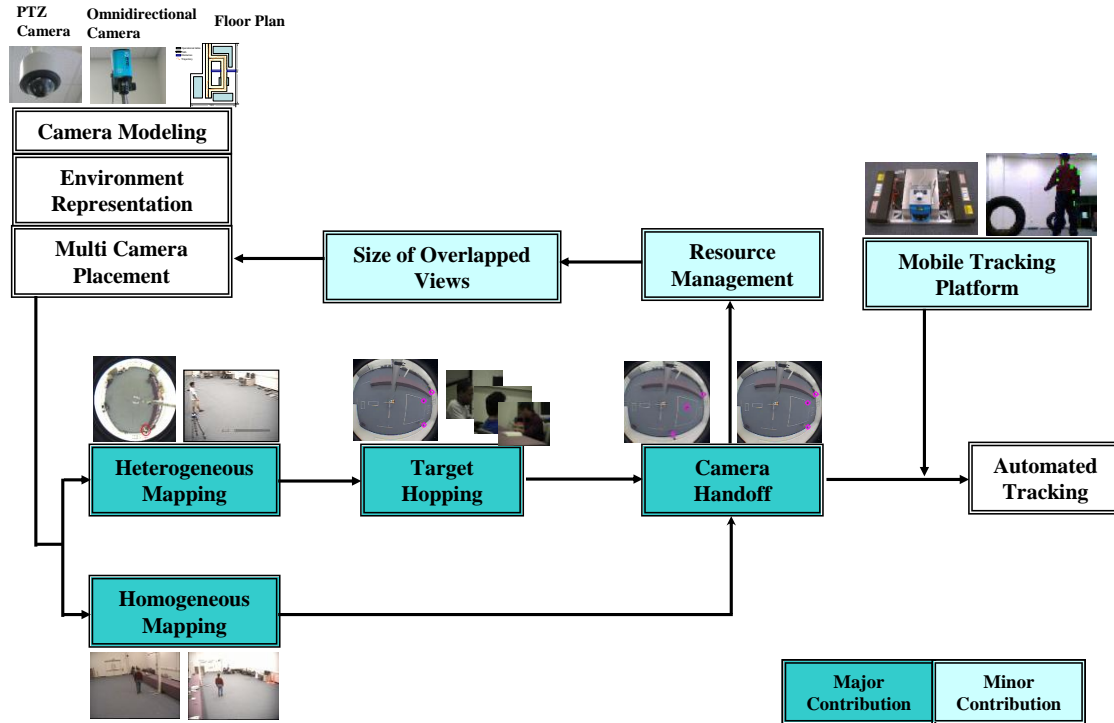 PTZ
Camera
Omnidirectional
Camera
Floor Plan
Camera Modeling
Environment
Representation
Multi Camera
Placement
Size of Overlapped
Views
Resource
Management
Mobile Tracking
Platform
Heterogeneous
Mapping
Target
Hopping
Camera
Handoff
Automated
Tracking
Homogeneous
Mapping
Major
Contribution
Minor
Contribution